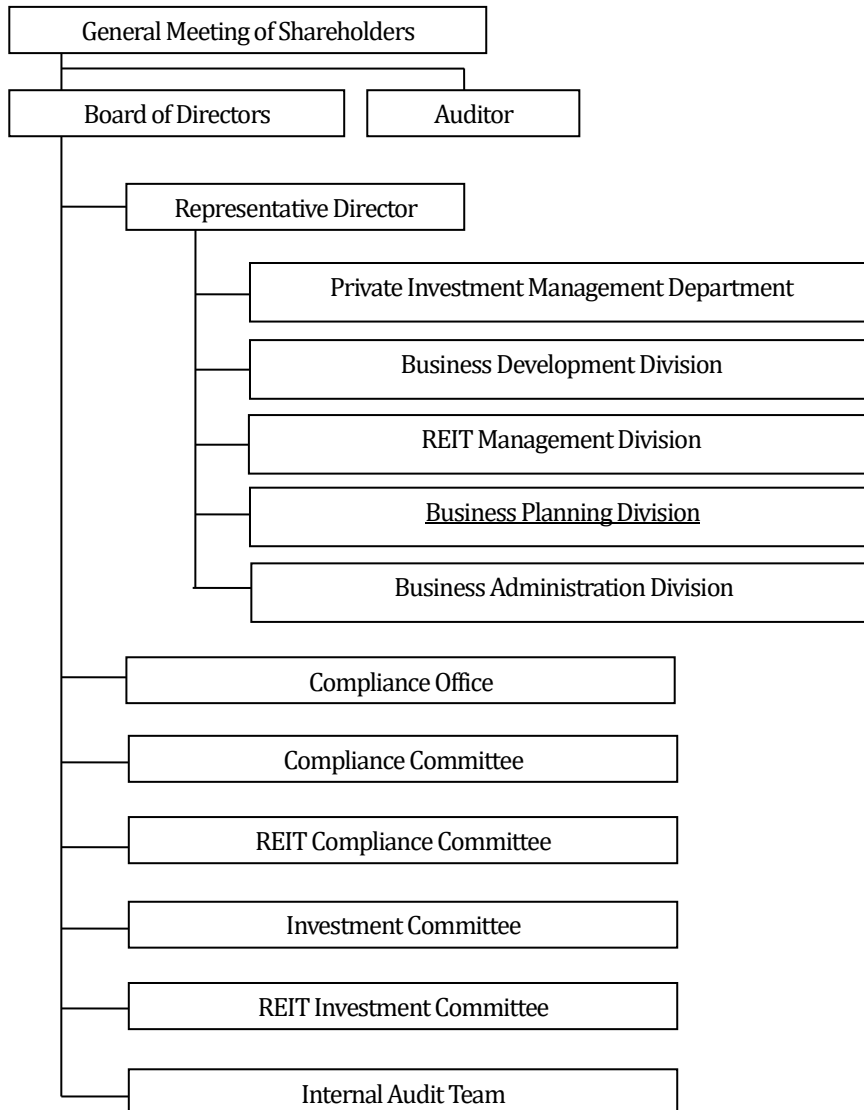 General Meeting of Shareholders
Board of Directors
Auditor
Representative Director
Private Investment Management Department
Business Development Division
REIT Management Division
Business Planning Division
Business Administration Division
Compliance Office
Compliance Committee
REIT Compliance Committee
Investment Committee
REIT Investment Committee
Internal Audit Team